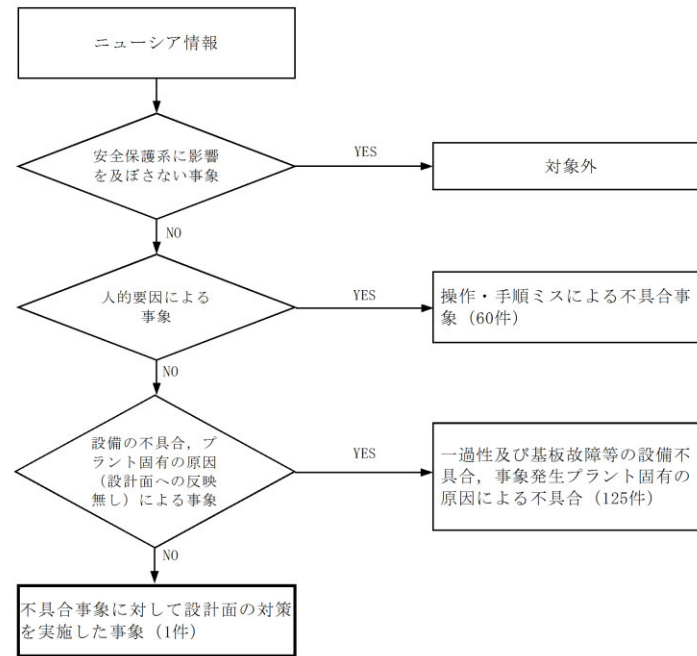 ニューシア情報
安全保護系に影響
を及ぼさない事象
YES
対象外
NO
人的要因による
事象
YES
操作・手順ミスによる不具合事
象（60件）
NO
設備の不具合，プ
ラント固有の原因
（設計面への反映
無し）による事象
YES
一過性及び基板故障等の設備不
具合，事象発生プラント固有の
原因による不具合（125件）
NO
不具合事象に対して設計面の対策
を実施した事象（1件）